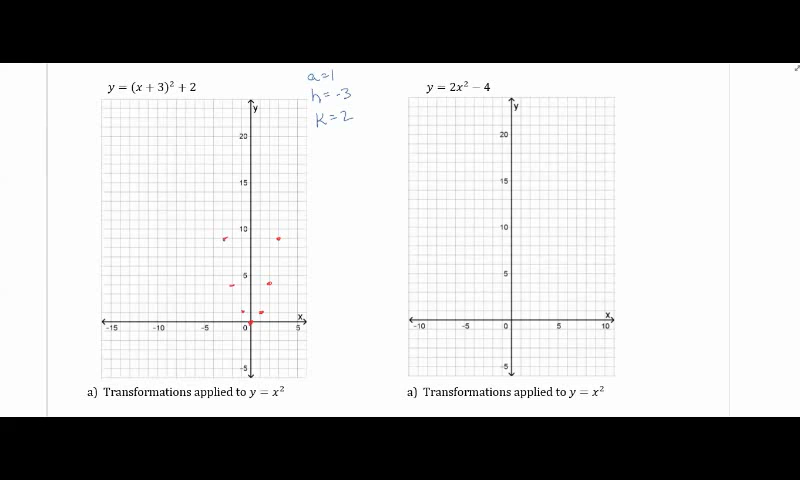 y = (x + 3)² + 2
a=1
h=-3
k=2
y
20
15
10
5
x
-15 -10 -5 0 5
-5
a) Transformations applied to y = x²
y = 2x² − 4
y
20
15
10
5
x
-10 -5 0 5 10
-5
a) Transformations applied to y = x²